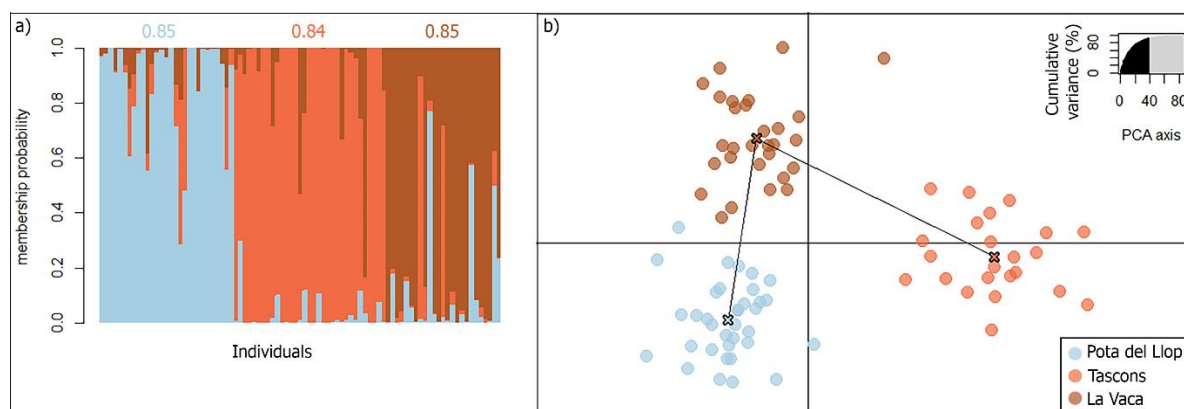 a)
0.85 0.84 0.85
1.0
0.8
0.6
0.4
0.2
0.0
membership probability
Individuals
b)
Cumulative
variance (%)
80
40
0
0 40 80
PCA axis
Pota del Llop
Tascons
La Vaca